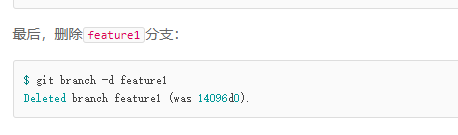 最后，删除feature1分支：
$ git branch -d feature1
Deleted branch feature1 (was 14096d0).